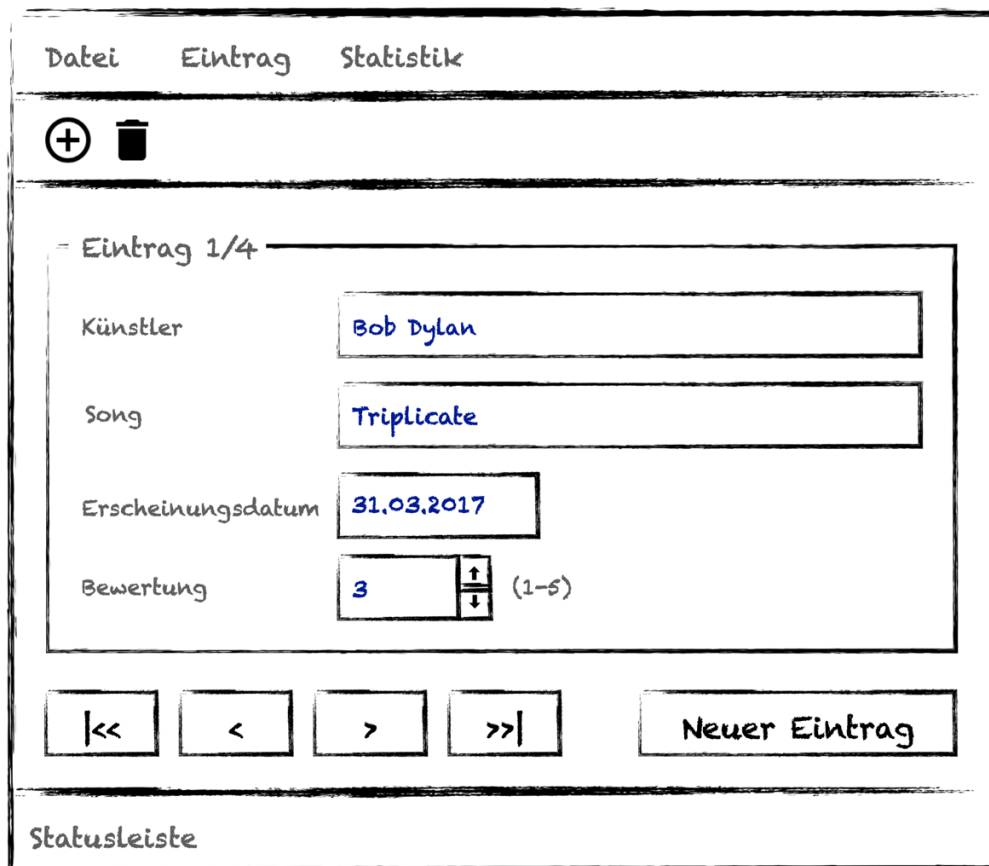 Datei Eintrag Statistik
Eintrag 1/4
Künstler Bob Dylan
Song Triplicate
Erscheinungsdatum 31.03.2017
Bewertung 3 (1-5)
|<< < > >>| Neuer Eintrag
Statusleiste